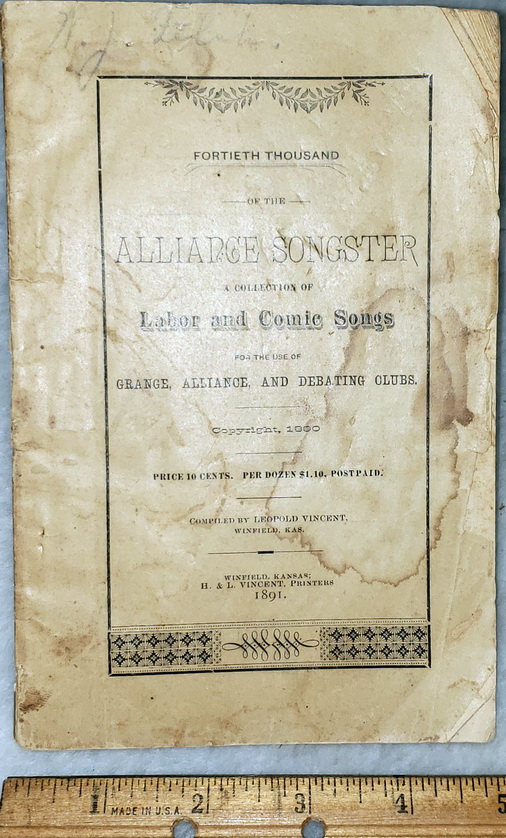 FORTIETH THOUSAND
OF THE
ALLIANCE SONGSTER
A COLLECTION OF
Labor and Comic Songs
FOR THE USE OF
GRANGE, ALLIANCE, AND DEBATING CLUBS.
Copyright, 1890
PRICE 10 CENTS. PER DOZEN $1.10, POSTPAID.
COMPILED BY LEOPOLD VINCENT,
WINFIELD, KAS.
WINFIELD, KANSAS;
H. & L. VINCENT, PRINTERS
1891.
1 2 3 4 5
MADE IN U.S.A.